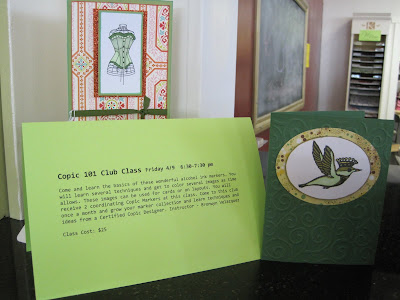 Copic 101 Club Class Friday 4/9 5:30-7:30 pm
Come and learn the basics of these wonderful alcohol ink markers. You
will learn several techniques and get to color several images as time
allows. These images can be used for cards or on layouts. You will
receive 2 coordinating Copic Markers at this class. Come to this club
once a month and grow your marker collection and learn techniques and
ideas from a Certified Copic Designer. Instructor - Bronwyn Velasquez
Class Cost: $25